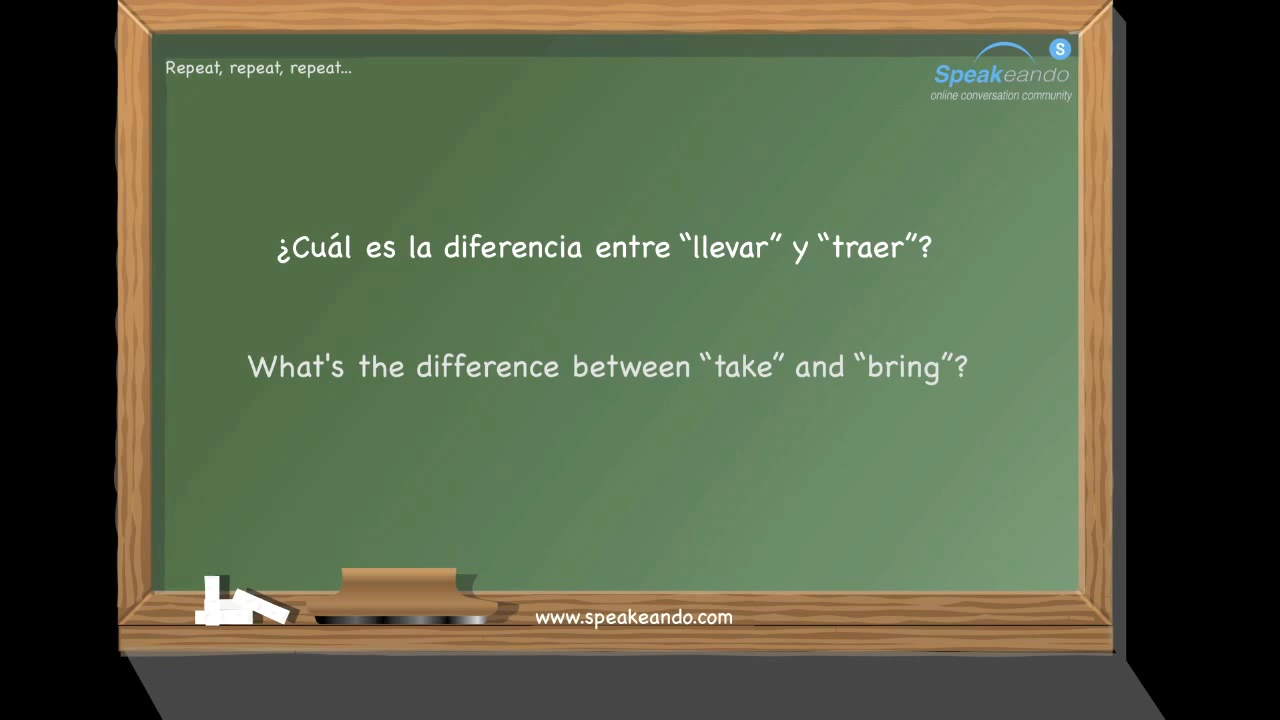 Repeat, repeat, repeat...
S
Speakeando
online conversation community
¿Cuál es la diferencia entre “llevar” y “traer”?
What's the difference between “take” and “bring”?
www.speakeando.com